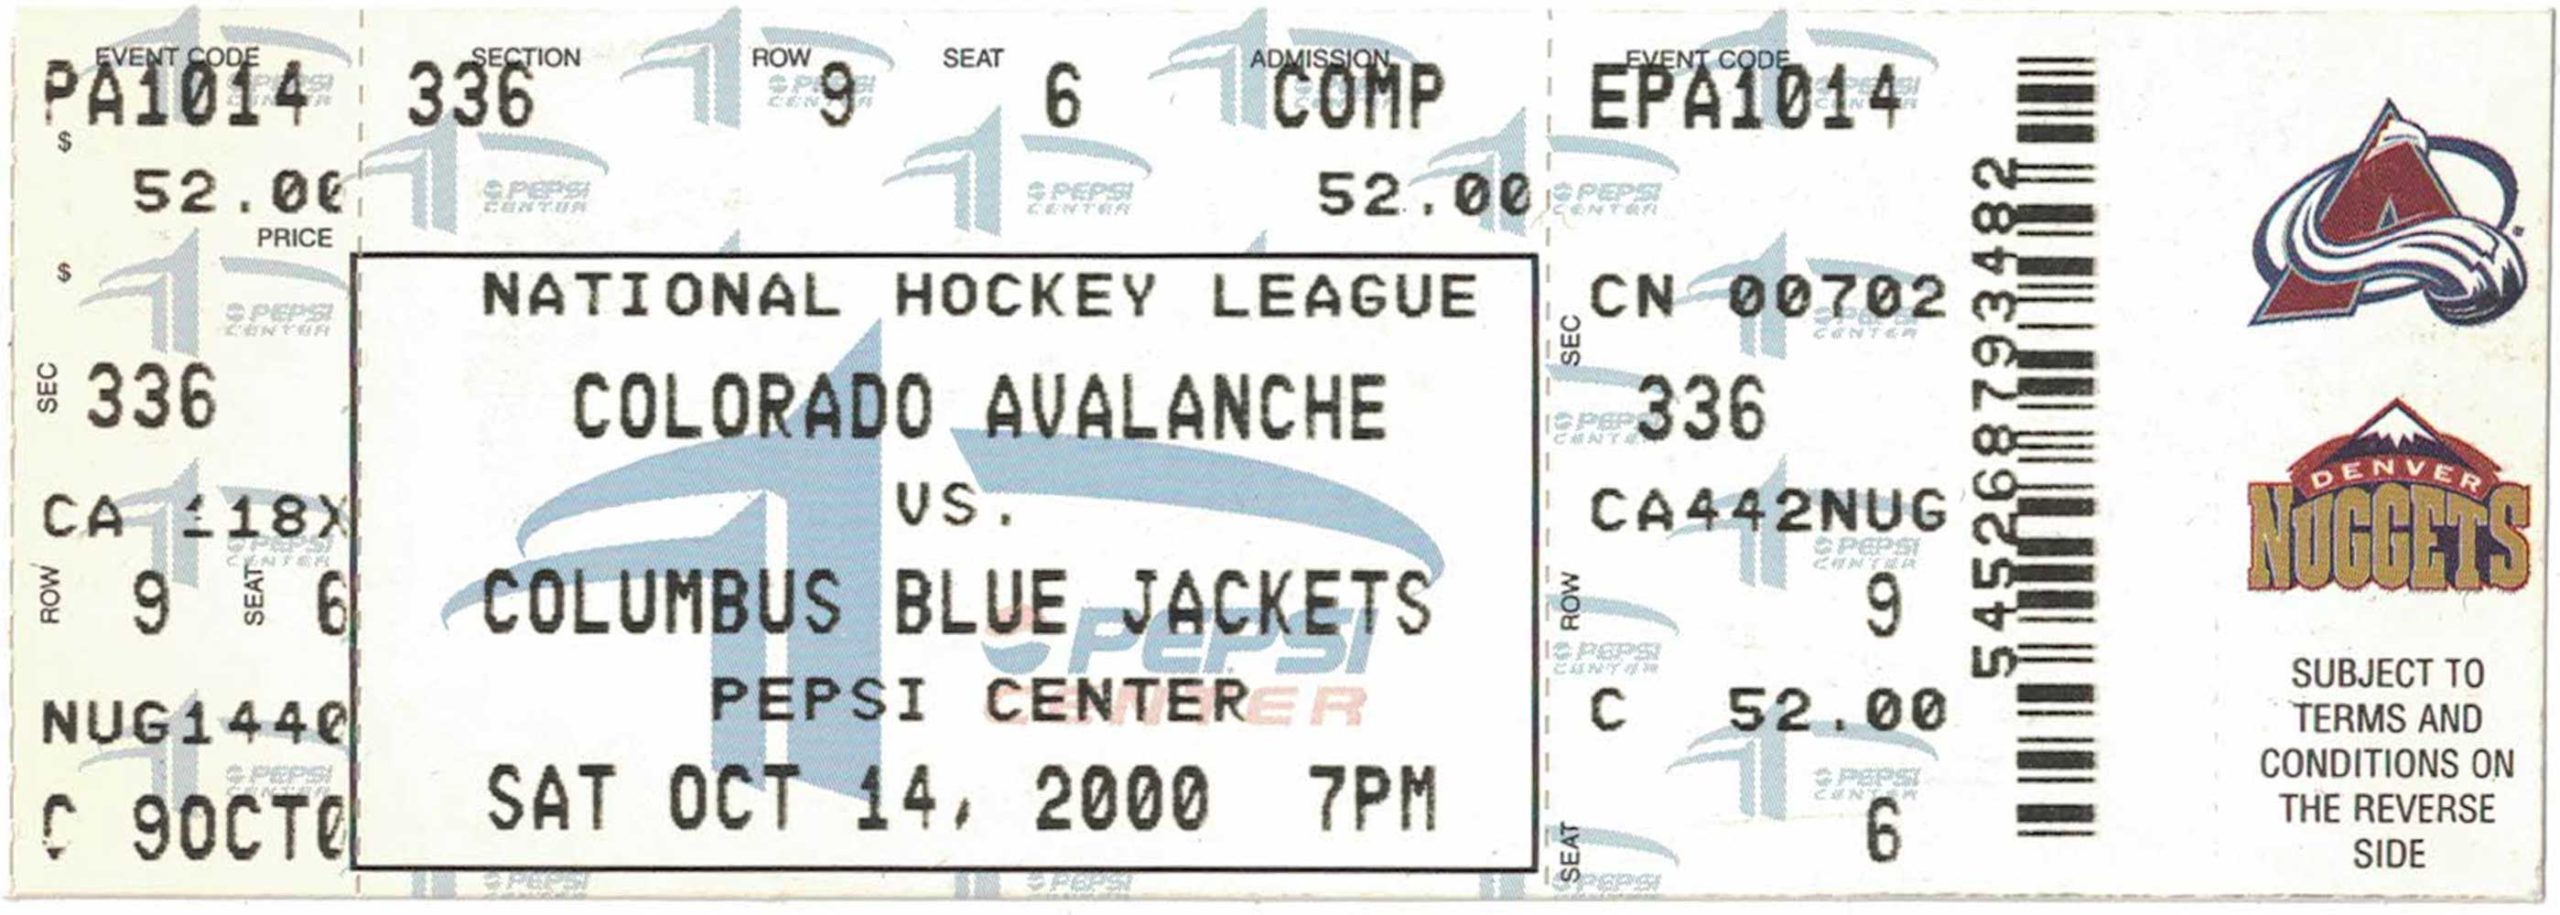 EVENT CODE
PA1014
$
52.00
PRICE
$
SEC 336
CA 118X
ROW 9 SEAT 6
NUG1440
C 9OCT0
SECTION ROW SEAT ADMISSION
336 9 6 COMP
52.00
NATIONAL HOCKEY LEAGUE
COLORADO AVALANCHE
VS.
COLUMBUS BLUE JACKETS
PEPSI CENTER
PEPSI CENTER
SAT OCT 14, 2000 7PM
EVENT CODE
EPA1014
CN 00702
SEC 336
CA442NUG
ROW 9
C 52.00
SEAT 6
545268793482
A
DENVER
NUGGETS
SUBJECT TO
TERMS AND
CONDITIONS ON
THE REVERSE
SIDE